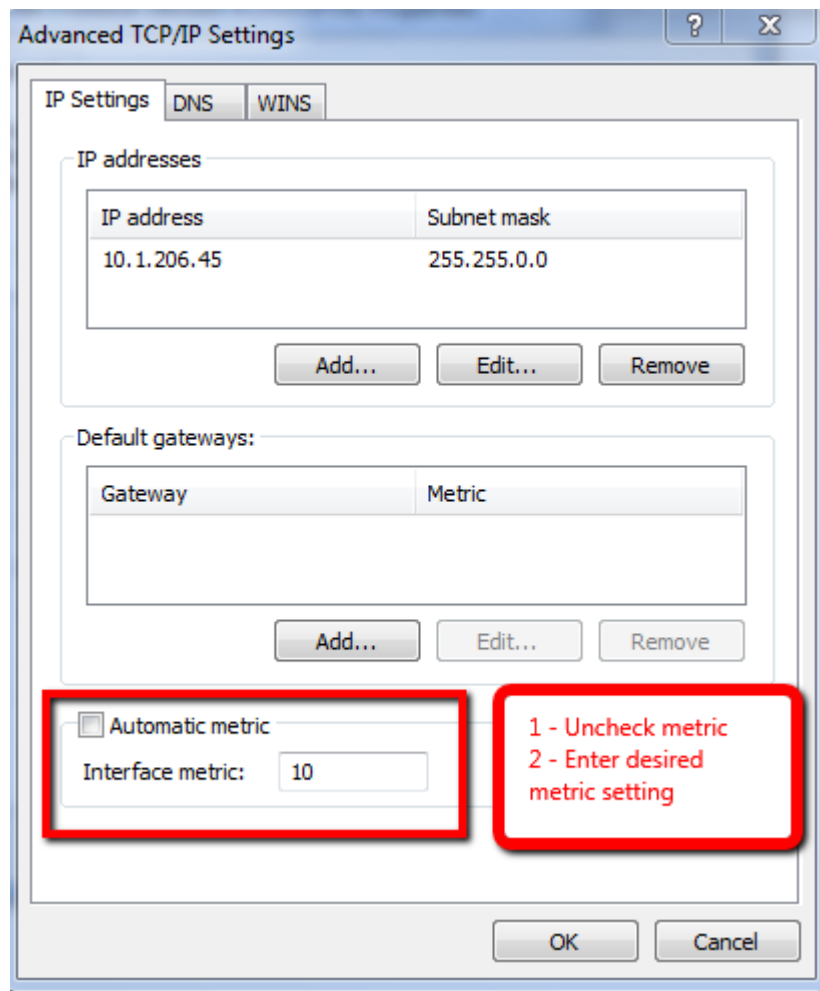 Advanced TCP/IP Settings
IP Settings DNS WINS
IP addresses
IP address Subnet mask
10.1.206.45 255.255.0.0
Add... Edit... Remove
Default gateways:
Gateway Metric
Add... Edit... Remove
Automatic metric
Interface metric: 10
1 - Uncheck metric
2 - Enter desired
metric setting
OK Cancel